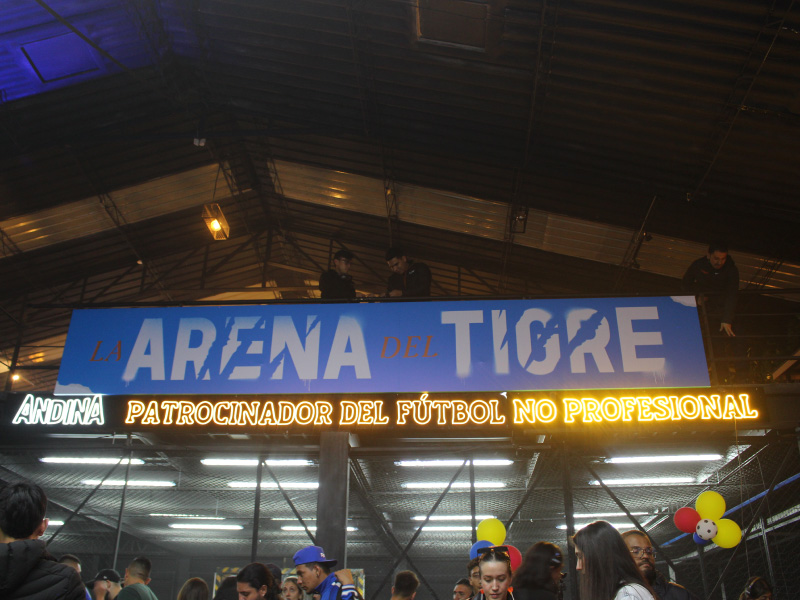 LA ARENA DEL TIGRE
ANDINA PATROCINADOR DEL FÚTBOL NO PROFESIONAL